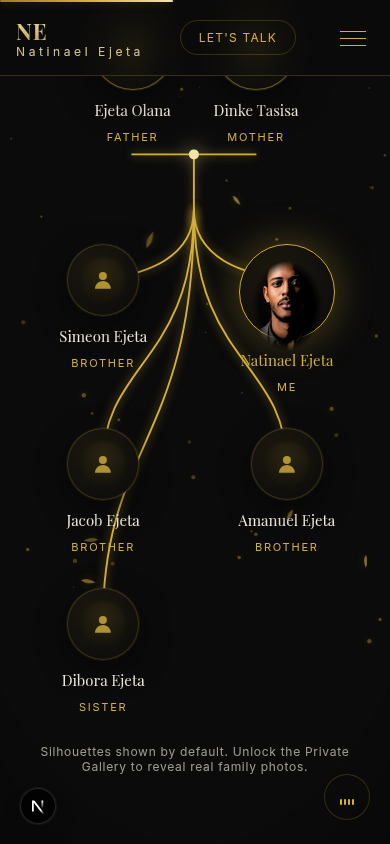 NE
Natinael Ejeta
LET'S TALK
Ejeta Olana
FATHER
Dinke Tasisa
MOTHER
Simeon Ejeta
BROTHER
Natinael Ejeta
ME
Jacob Ejeta
BROTHER
Amanuel Ejeta
BROTHER
Dibora Ejeta
SISTER
Silhouettes shown by default. Unlock the Private
Gallery to reveal real family photos.
N